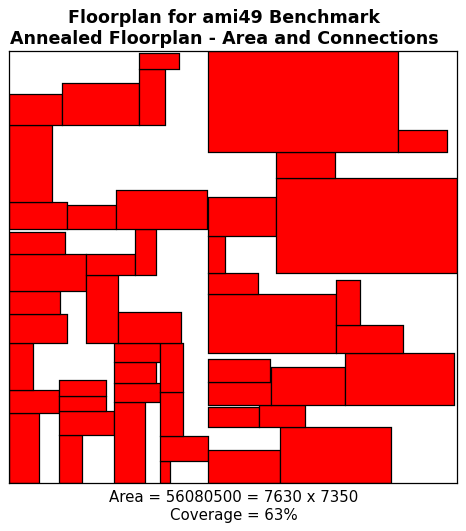 Floorplan for ami49 Benchmark
Annealed Floorplan - Area and Connections
Area = 56080500 = 7630 x 7350
Coverage = 63%